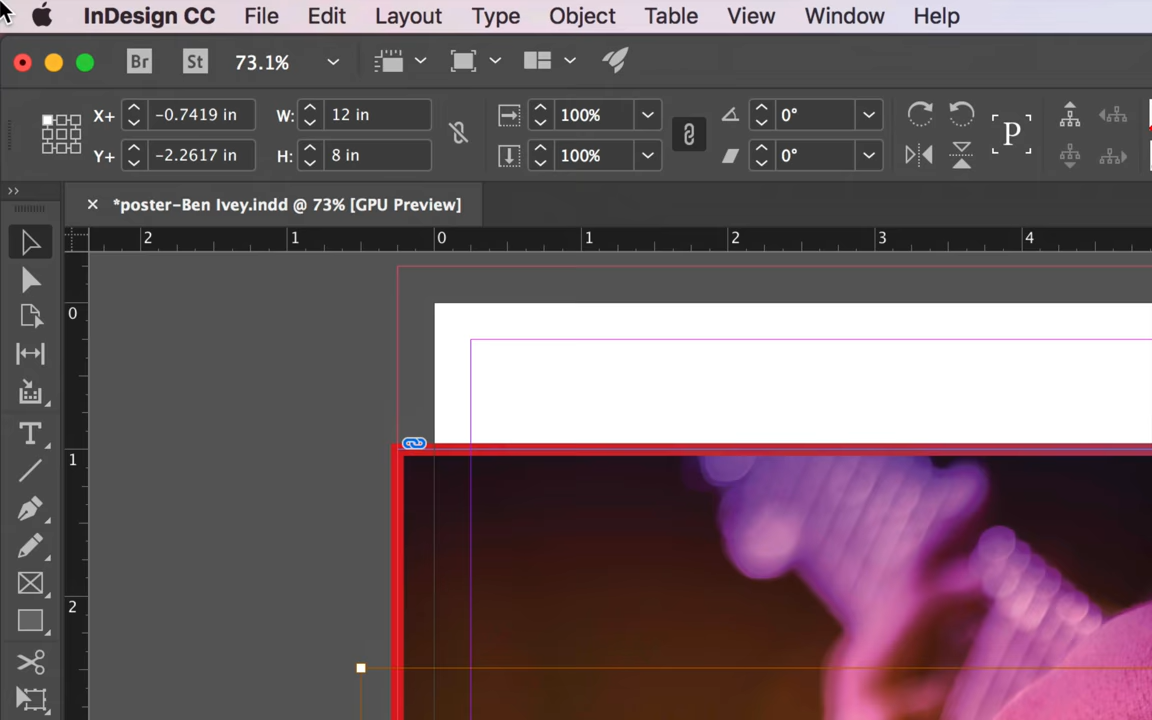 InDesign CC File Edit Layout Type Object Table View Window Help
Br St 73.1%
X+ -0.7419 in W: 12 in 100% 0°
P
Y+ -2.2617 in H: 8 in 100% 0°
*poster-Ben Ivey.indd @ 73% [GPU Preview]
2 1 0 1 2 3 4
0
1
2